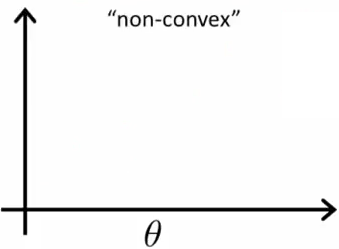 “non-convex”
θ